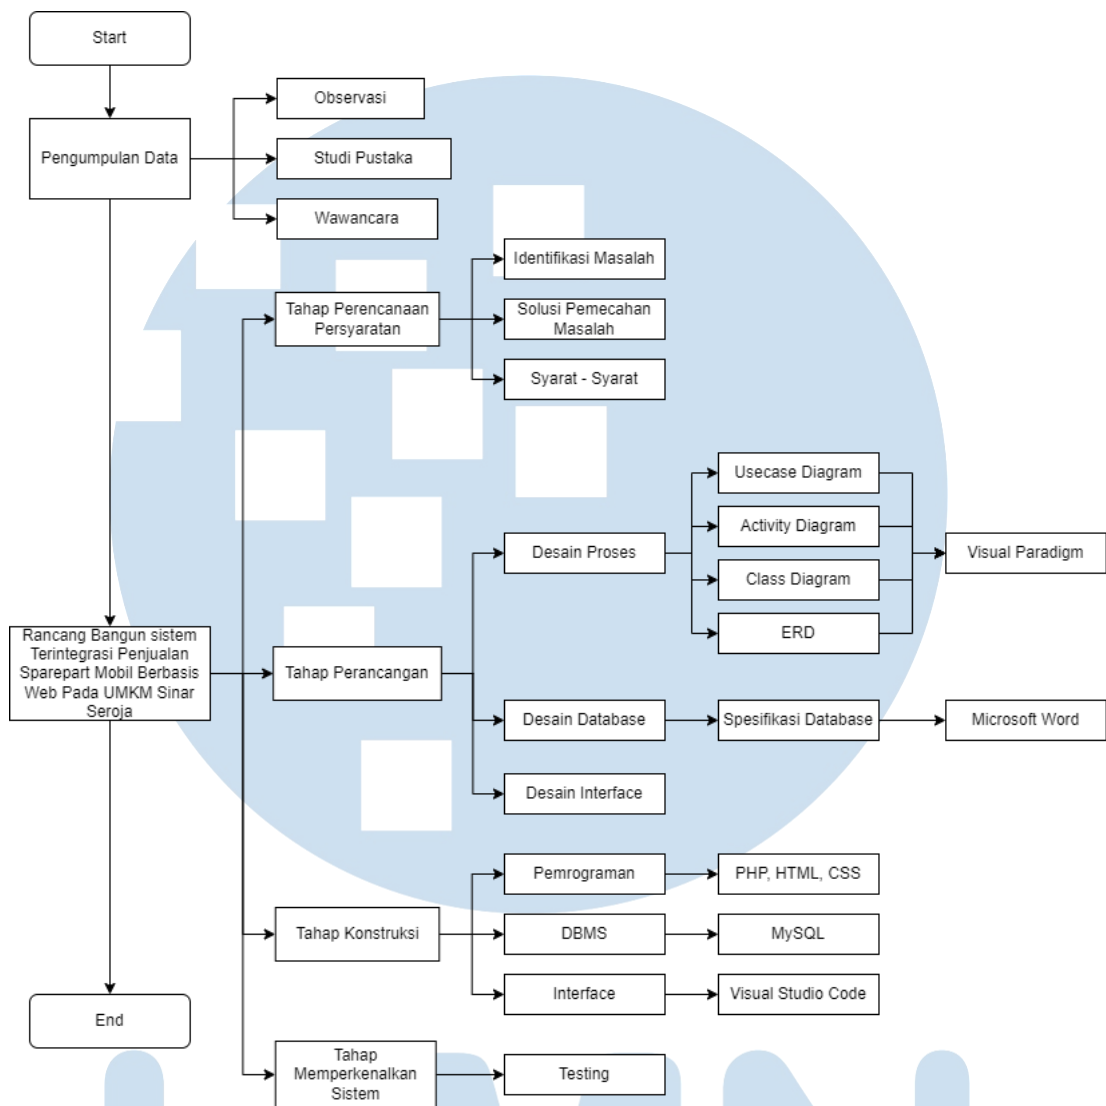 Start
Pengumpulan Data
Observasi
Studi Pustaka
Wawancara
Tahap Perencanaan
Persyaratan
Identifikasi Masalah
Solusi Pemecahan
Masalah
Syarat - Syarat
Rancang Bangun sistem
Terintegrasi Penjualan
Sparepart Mobil Berbasis
Web Pada UMKM Sinar
Seroja
Tahap Perancangan
Desain Proses
Usecase Diagram
Activity Diagram
Class Diagram
ERD
Visual Paradigm
Desain Database
Spesifikasi Database
Microsoft Word
Desain Interface
Tahap Konstruksi
Pemrograman
PHP, HTML, CSS
DBMS
MySQL
Interface
Visual Studio Code
Tahap
Memperkenalkan
Sistem
Testing
End